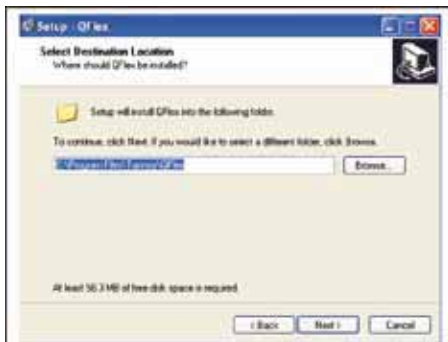 Setup - QFlex
Select Destination Location
Where should QFlex be installed?
Setup will install QFlex into the following folder.
To continue, click Next. If you would like to select a different folder, click Browse.
Browse...
At least 56.3 MB of free disk space is required.
< Back
Next >
Cancel